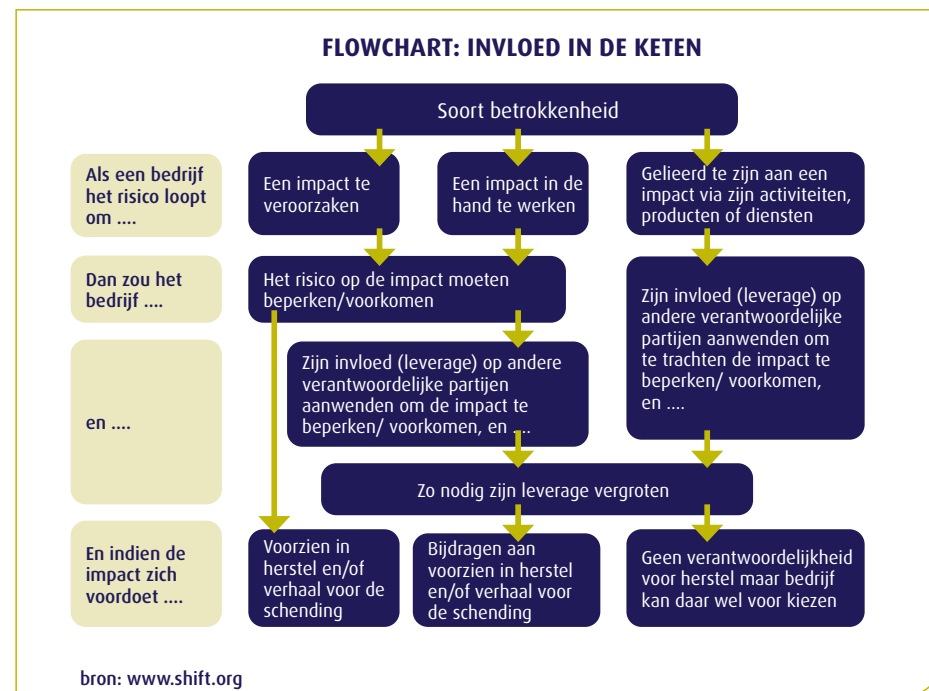 FLOWCHART: INVLOED IN DE KETEN
Soort betrokkenheid
Als een bedrijf
het risico loopt
om ....
Een impact te
veroorzaken
Een impact in de
hand te werken
Gelieerd te zijn aan een
impact via zijn activiteiten,
producten of diensten
Dan zou het
bedrijf ....
Het risico op de impact moeten
beperken/voorkomen
Zijn invloed (leverage) op
andere verantwoordelijke
partijen aanwenden om
te trachten de impact te
beperken/ voorkomen,
en ....
en ....
Zijn invloed (leverage) op andere
verantwoordelijke partijen
aanwenden om de impact te
beperken/ voorkomen, en ....
Zo nodig zijn leverage vergroten
En indien de
impact zich
voordoet ....
Voorzien in
herstel en/of
verhaal voor de
schending
Bijdragen aan
voorzien in herstel
en/of verhaal voor
de schending
Geen verantwoordelijkheid
voor herstel maar bedrijf
kan daar wel voor kiezen
bron: www.shift.org